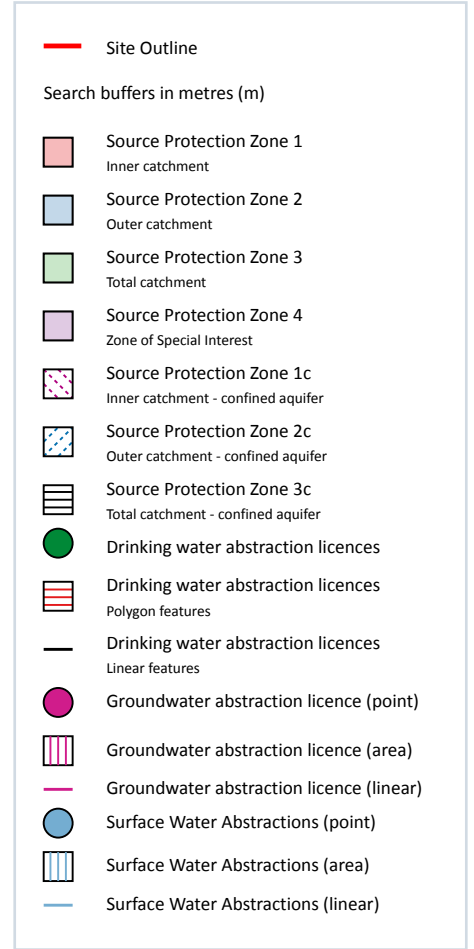 Site Outline
Search buffers in metres (m)
Source Protection Zone 1
Inner catchment
Source Protection Zone 2
Outer catchment
Source Protection Zone 3
Total catchment
Source Protection Zone 4
Zone of Special Interest
Source Protection Zone 1c
Inner catchment - confined aquifer
Source Protection Zone 2c
Outer catchment - confined aquifer
Source Protection Zone 3c
Total catchment - confined aquifer
Drinking water abstraction licences
Drinking water abstraction licences
Polygon features
Drinking water abstraction licences
Linear features
Groundwater abstraction licence (point)
Groundwater abstraction licence (area)
Groundwater abstraction licence (linear)
Surface Water Abstractions (point)
Surface Water Abstractions (area)
Surface Water Abstractions (linear)